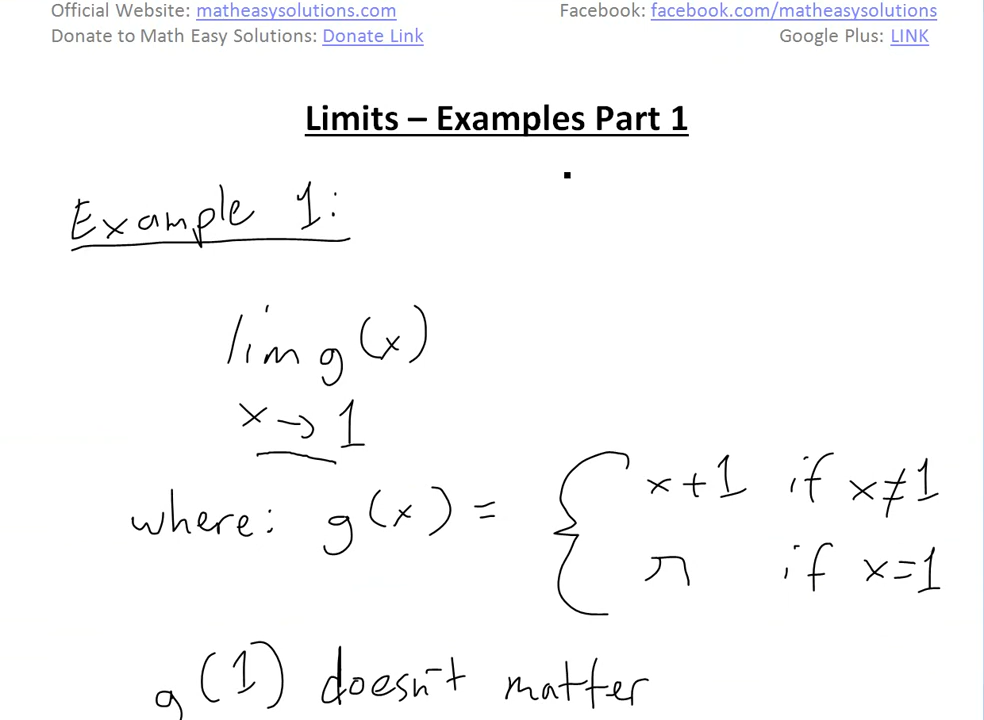 Official Website: matheasysolutions.com Facebook: facebook.com/matheasysolutions
Donate to Math Easy Solutions: Donate Link Google Plus: LINK
Limits – Examples Part 1
Example 1:
lim g(x)
x → 1
where: g(x) = { x+1 if x≠1
π if x=1
g(1) doesn't matter